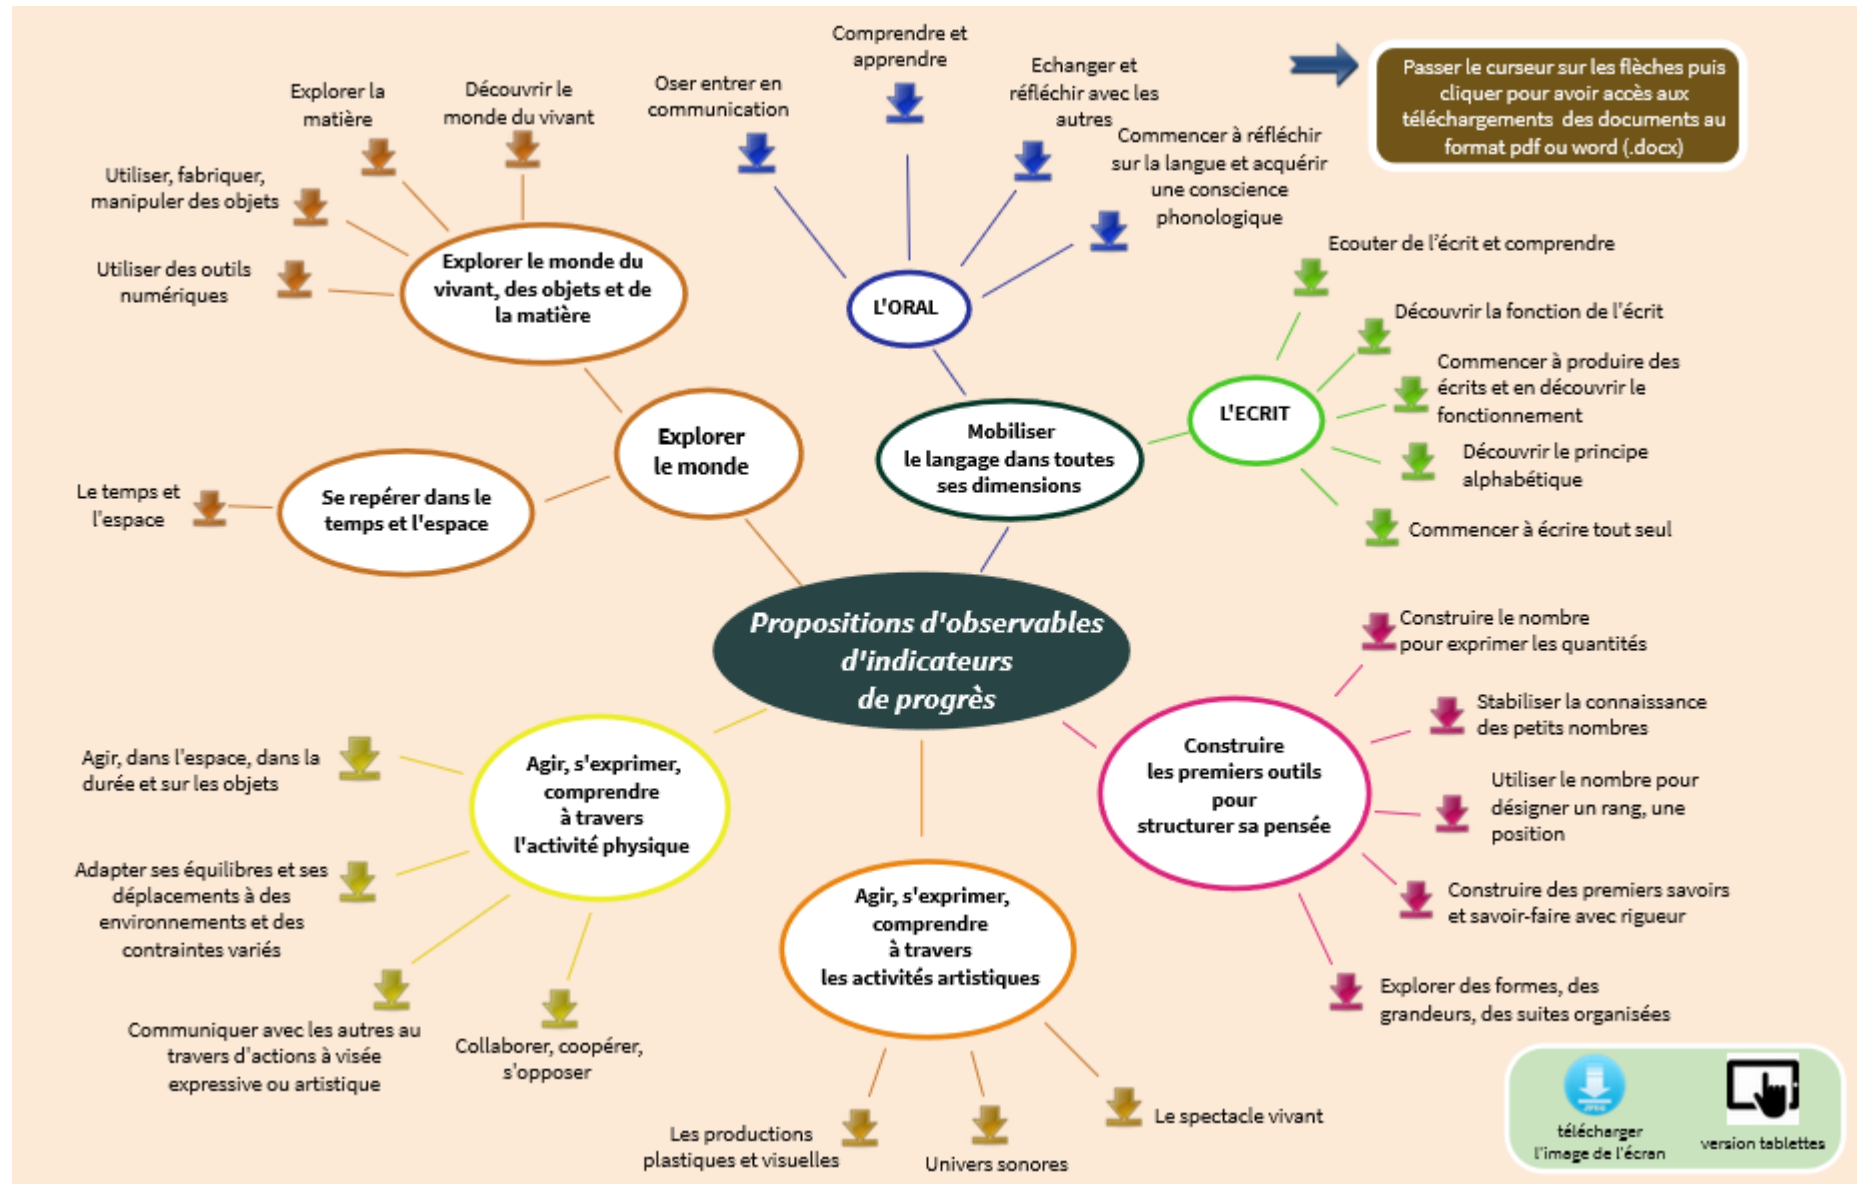 Comprendre et
apprendre
Oser entrer en
communication
Echanger et
réfléchir avec les
autres
Commencer à réfléchir
sur la langue et acquérir
une conscience
phonologique
Passer le curseur sur les flèches puis
cliquer pour avoir accès aux
téléchargements des documents au
format pdf ou word (.docx)
Explorer la
matière
Découvrir le
monde du vivant
Utiliser, fabriquer,
manipuler des objets
Utiliser des outils
numériques
Explorer le monde du
vivant, des objets et de
la matière
L'ORAL
Ecouter de l'écrit et comprendre
Découvrir la fonction de l'écrit
Commencer à produire des
écrits et en découvrir le
fonctionnement
L'ECRIT
Découvrir le principe
alphabétique
Commencer à écrire tout seul
Explorer
le monde
Mobiliser
le langage dans toutes
ses dimensions
Le temps et
l'espace
Se repérer dans le
temps et l'espace
Propositions d'observables
d'indicateurs
de progrès
Construire le nombre
pour exprimer les quantités
Stabiliser la connaissance
des petits nombres
Utiliser le nombre pour
désigner un rang, une
position
Construire
les premiers outils
pour
structurer sa pensée
Construire des premiers savoirs
et savoir-faire avec rigueur
Explorer des formes, des
grandeurs, des suites organisées
Agir, dans l'espace, dans la
durée et sur les objets
Agir, s'exprimer,
comprendre
à travers
l'activité physique
Adapter ses équilibres et ses
déplacements à des
environnements et des
contraintes variés
Communiquer avec les autres au
travers d'actions à visée
expressive ou artistique
Collaborer, coopérer,
s'opposer
Agir, s'exprimer,
comprendre
à travers
les activités artistiques
Les productions
plastiques et visuelles
Univers sonores
Le spectacle vivant
JPEG
télécharger
l'image de l'écran
version tablettes